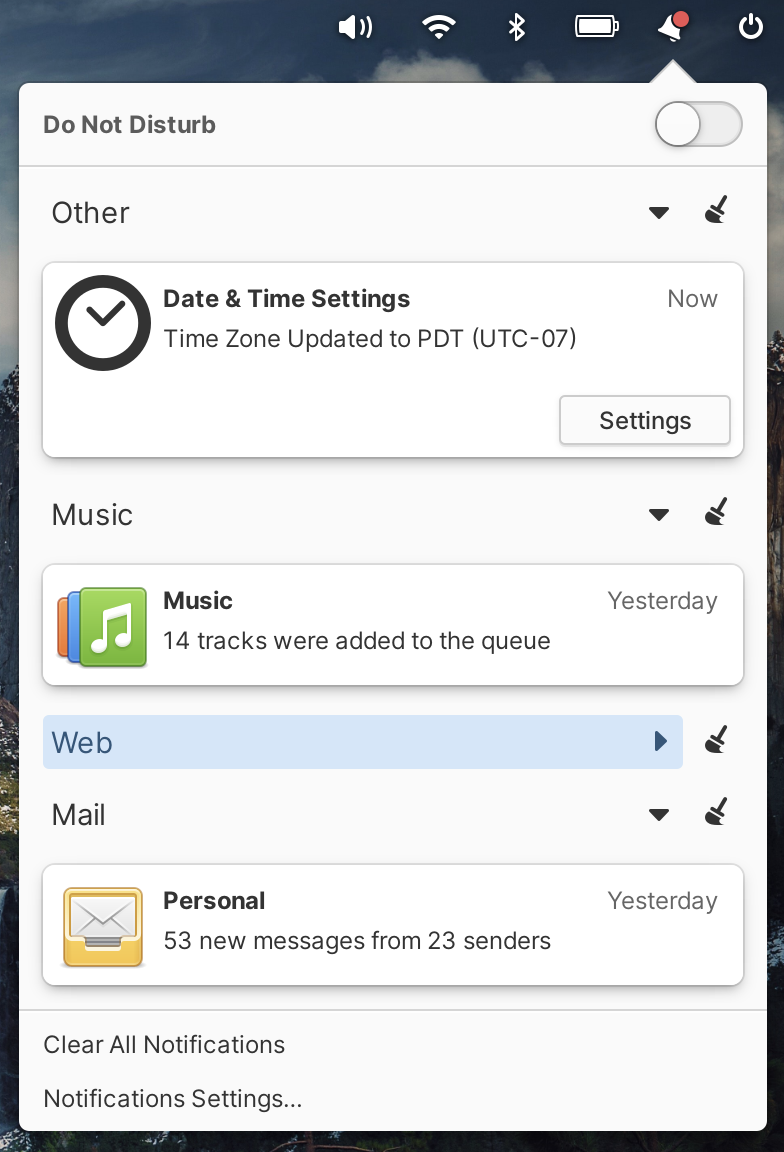 Do Not Disturb
Other
Date & Time Settings Now
Time Zone Updated to PDT (UTC-07)
Settings
Music
Music Yesterday
14 tracks were added to the queue
Web
Mail
Personal Yesterday
53 new messages from 23 senders
Clear All Notifications
Notifications Settings...